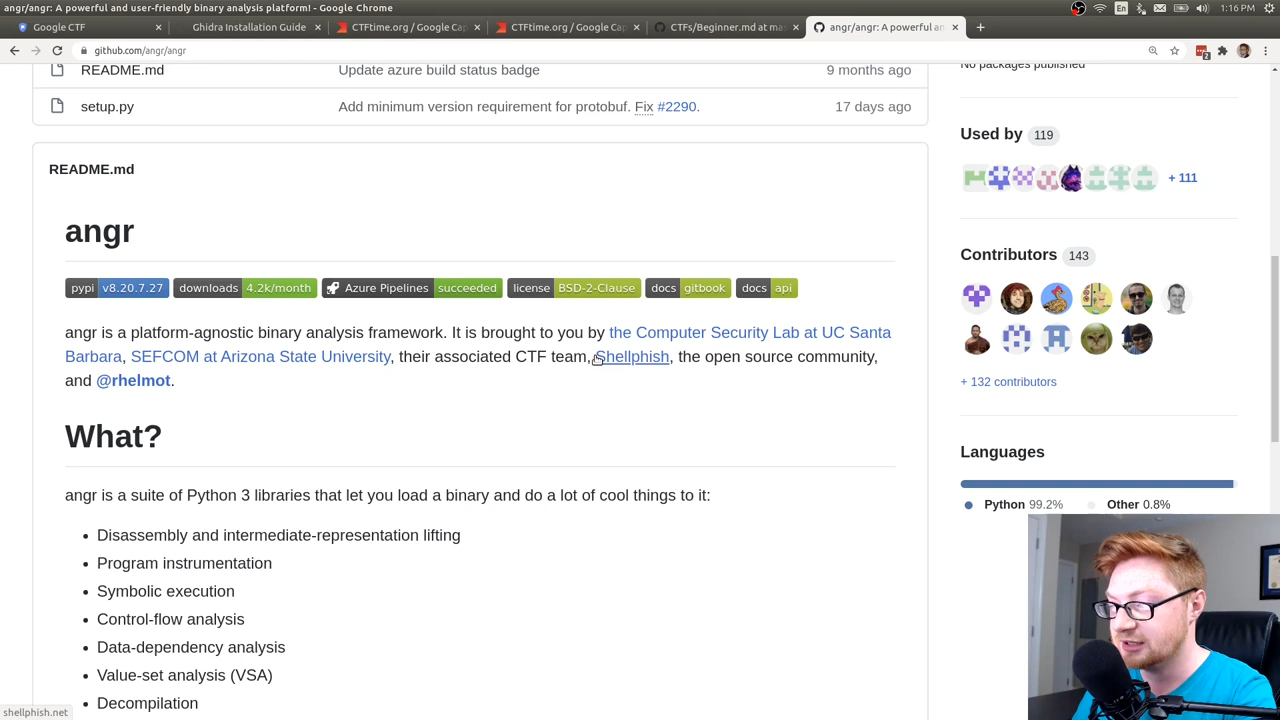 angr/angr: A powerful and user-friendly binary analysis platform! - Google Chrome
En
1:16 PM
Google CTF
Ghidra Installation Guide
CTFtime.org / Google Cap
CTFtime.org / Google Cap
CTFs/Beginner.md at mas
angr/angr: A powerful an
github.com/angr/angr
2
README.md
Update azure build status badge
9 months ago
setup.py
Add minimum version requirement for protobuf. Fix #2290.
17 days ago
README.md
angr
pypi v8.20.7.27
downloads 4.2k/month
Azure Pipelines succeeded
license BSD-2-Clause
docs gitbook
docs api
angr is a platform-agnostic binary analysis framework. It is brought to you by the Computer Security Lab at UC Santa
Barbara, SEFCOM at Arizona State University, their associated CTF team, Shellphish, the open source community,
and @rhelmot.
What?
angr is a suite of Python 3 libraries that let you load a binary and do a lot of cool things to it:
• Disassembly and intermediate-representation lifting
• Program instrumentation
• Symbolic execution
• Control-flow analysis
• Data-dependency analysis
• Value-set analysis (VSA)
• Decompilation
No packages published
Used by 119
+ 111
Contributors 143
+ 132 contributors
Languages
Python 99.2%
Other 0.8%
shellphish.net